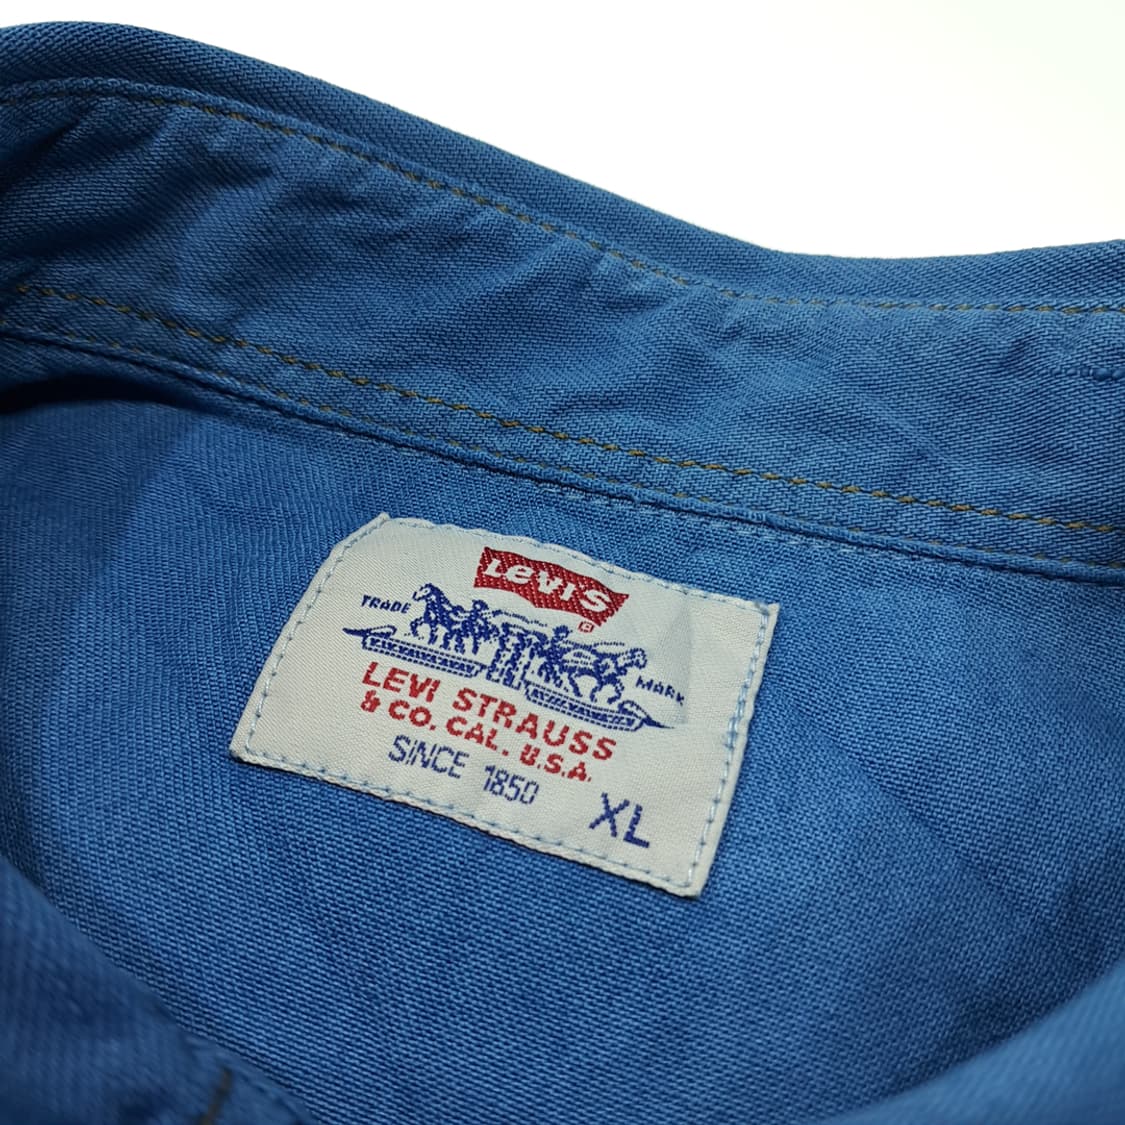 Levi's
®
TRADE MARK
LEVI STRAUSS
& CO. CAL. U.S.A.
SINCE 1850
XL